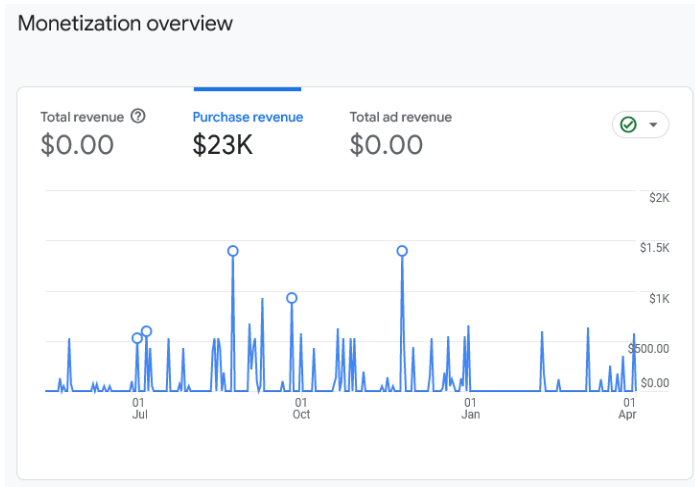 Monetization overview
Total revenue
Purchase revenue
Total ad revenue
$0.00
$23K
$0.00
$2K
$1.5K
$1K
$500.00
$0.00
01
Jul
01
Oct
01
Jan
01
Apr